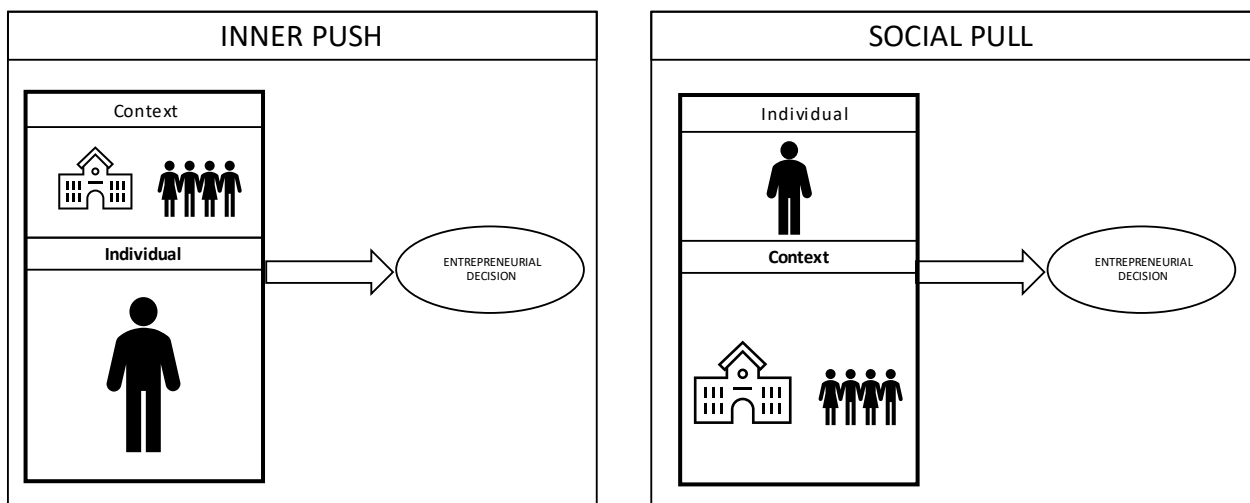 INNER PUSH
Context
Individual
ENTREPRENEURIAL
DECISION
SOCIAL PULL
Individual
Context
ENTREPRENEURIAL
DECISION